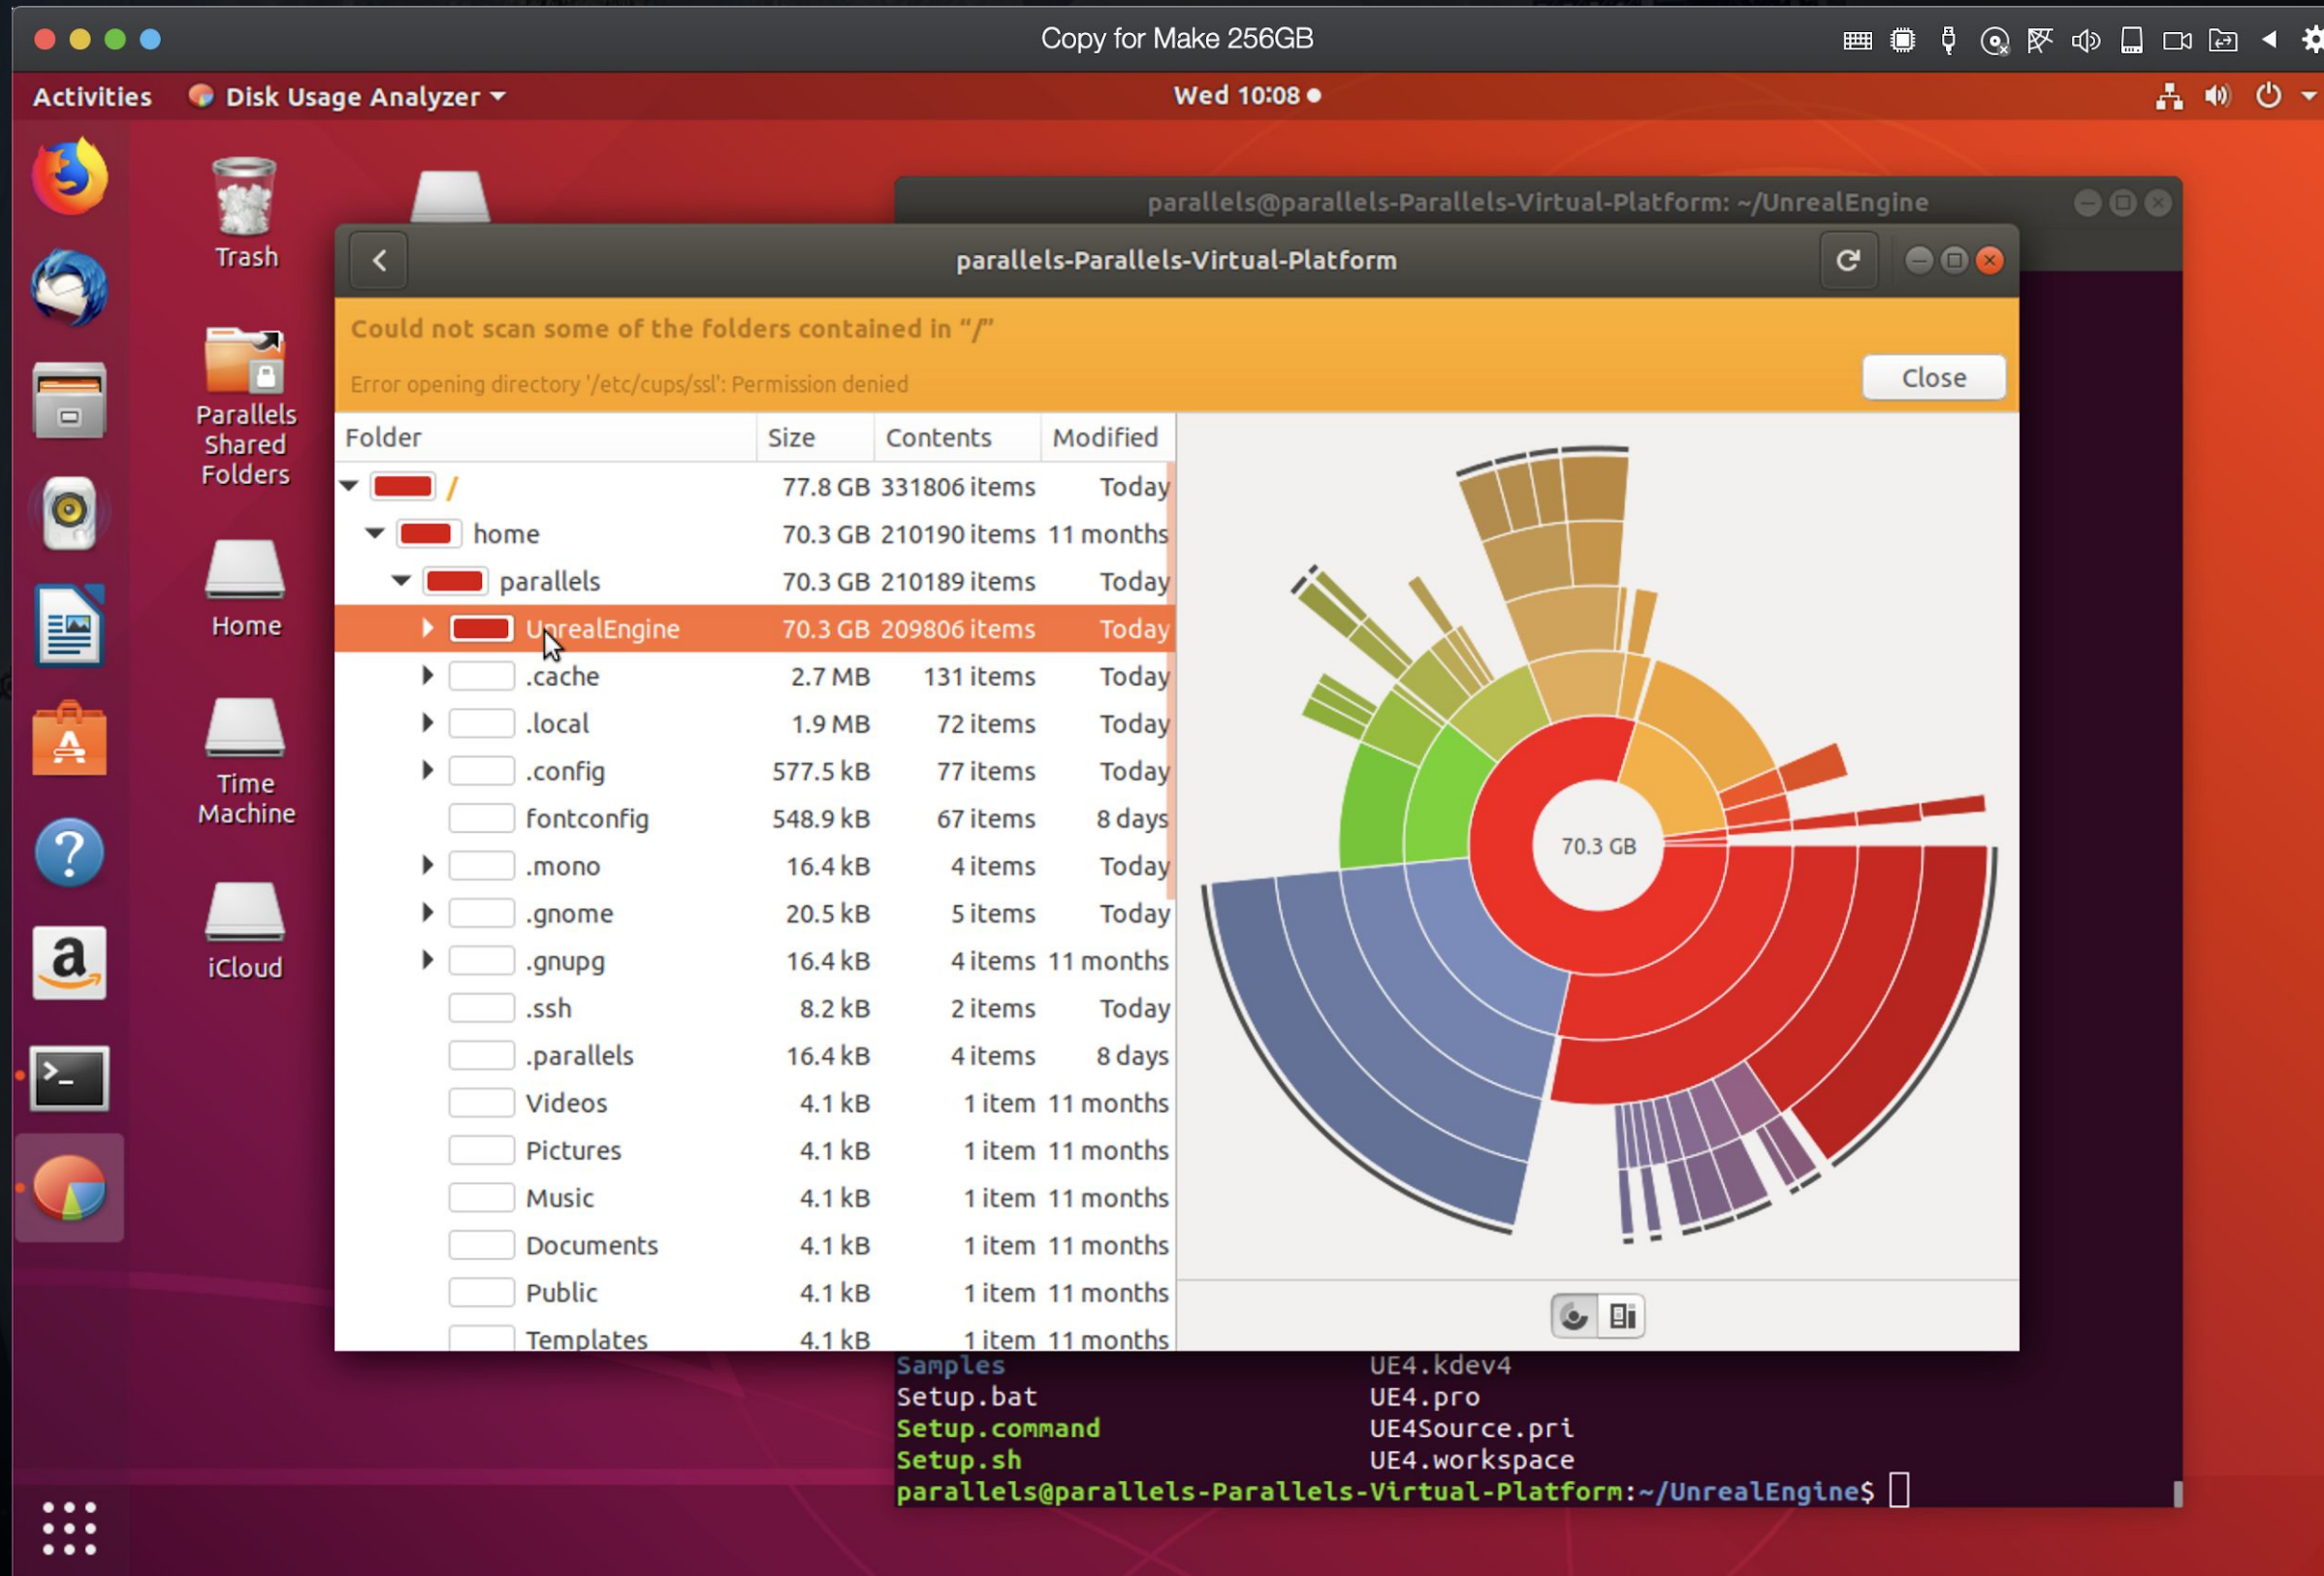 Copy for Make 256GB
Activities Disk Usage Analyzer Wed 10:08
parallels@parallels-Parallels-Virtual-Platform: ~/UnrealEngine
Trash
Parallels
Shared
Folders
Home
Time
Machine
iCloud
parallels-Parallels-Virtual-Platform
Could not scan some of the folders contained in “/”
Error opening directory '/etc/cups/ssl': Permission denied
Close
Folder Size Contents Modified
/ 77.8 GB 331806 items Today
home 70.3 GB 210190 items 11 months
parallels 70.3 GB 210189 items Today
UnrealEngine 70.3 GB 209806 items Today
.cache 2.7 MB 131 items Today
.local 1.9 MB 72 items Today
.config 577.5 kB 77 items Today
fontconfig 548.9 kB 67 items 8 days
.mono 16.4 kB 4 items Today
.gnome 20.5 kB 5 items Today
.gnupg 16.4 kB 4 items 11 months
.ssh 8.2 kB 2 items Today
.parallels 16.4 kB 4 items 8 days
Videos 4.1 kB 1 item 11 months
Pictures 4.1 kB 1 item 11 months
Music 4.1 kB 1 item 11 months
Documents 4.1 kB 1 item 11 months
Public 4.1 kB 1 item 11 months
Templates 4.1 kB 1 item 11 months
70.3 GB
Samples UE4.kdev4
Setup.bat UE4.pro
Setup.command UE4Source.pri
Setup.sh UE4.workspace
parallels@parallels-Parallels-Virtual-Platform:~/UnrealEngine$